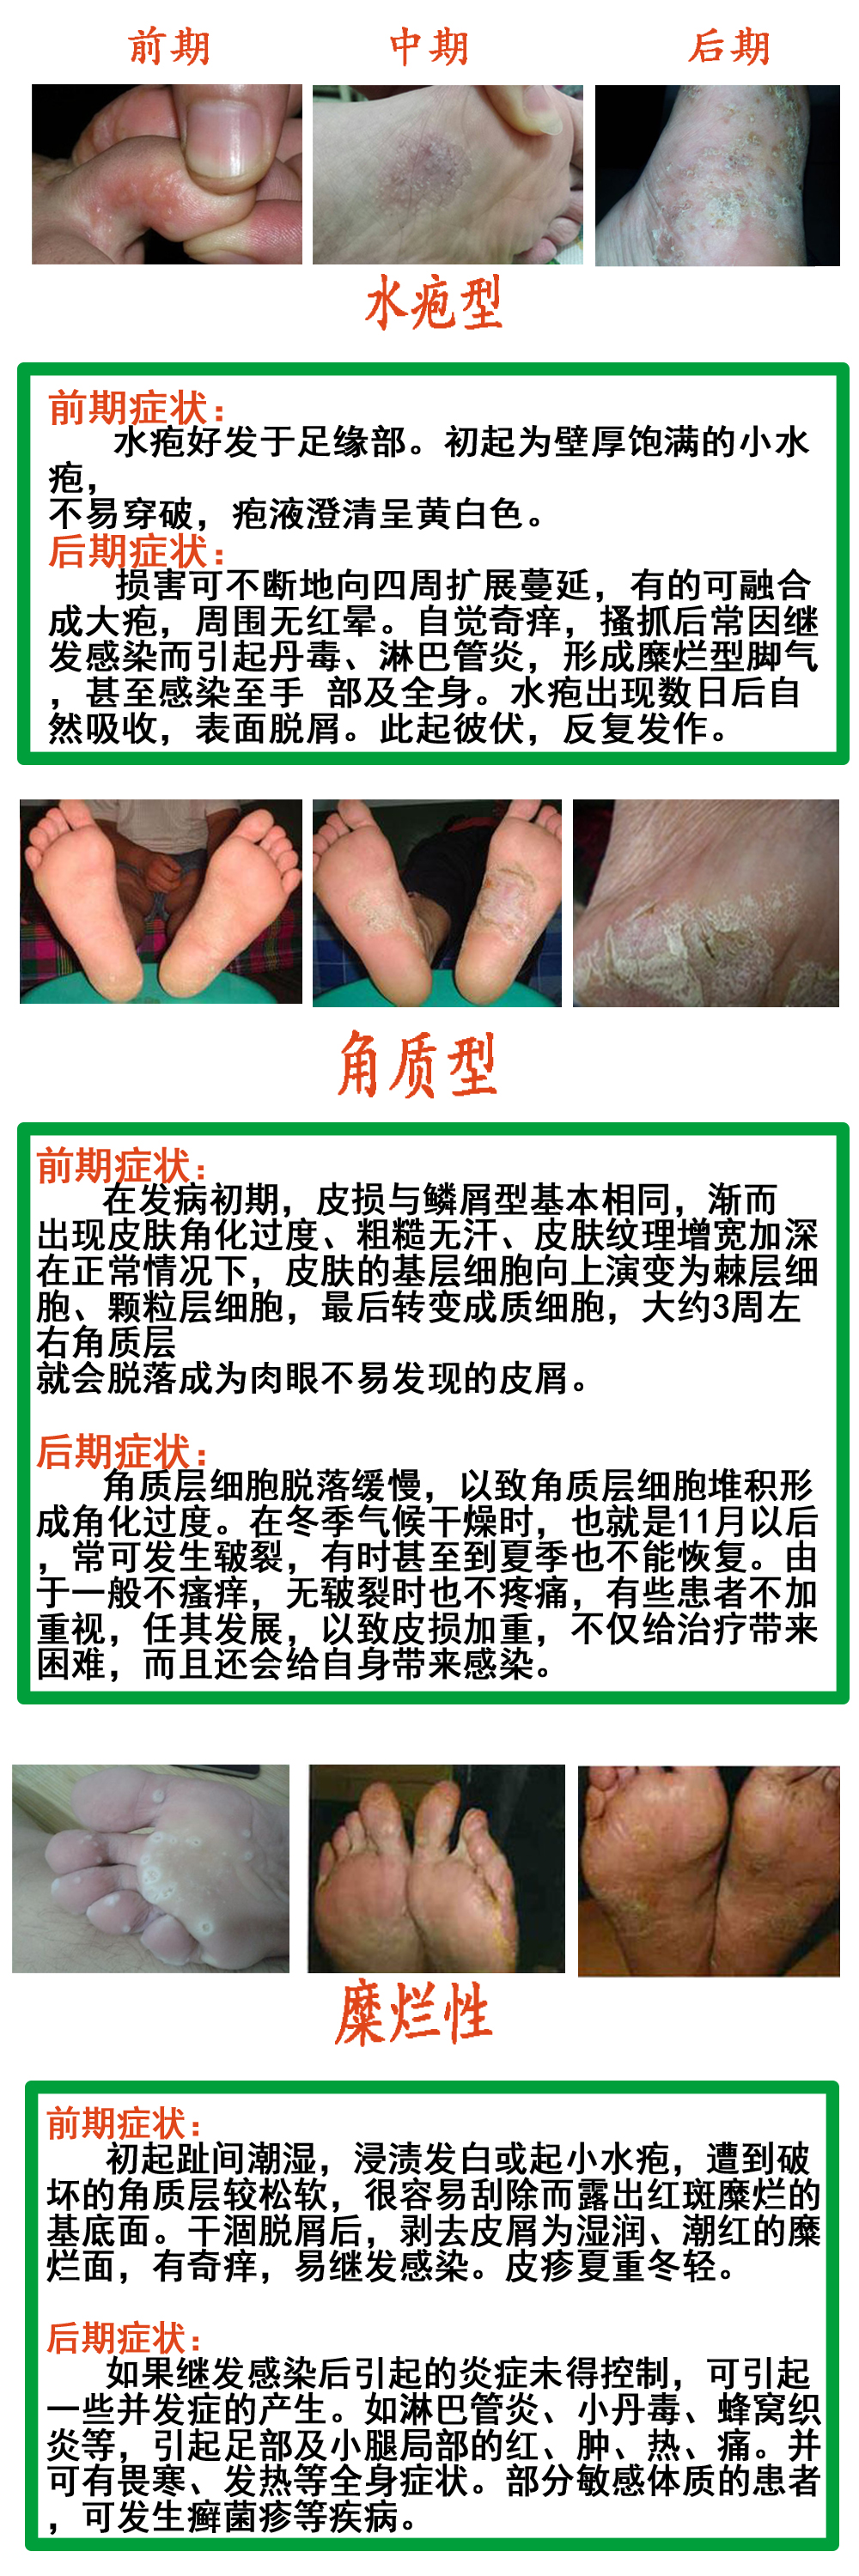 前期 中期 后期
水疱型
前期症状:
水疱好发于足缘部。初起为壁厚饱满的小水
疱,
不易穿破,疱液澄清呈黄白色。
后期症状:
损害可不断地向四周扩展蔓延,有的可融合
成大疱,周围无红晕。自觉奇痒,搔抓后常因继
发感染而引起丹毒、淋巴管炎,形成糜烂型脚气
,甚至感染至手 部及全身。水疱出现数日后自
然吸收,表面脱屑。此起彼伏,反复发作。
角质型
前期症状:
在发病初期,皮损与鳞屑型基本相同,渐而
出现皮肤角化过度、粗糙无汗、皮肤纹理增宽加深
在正常情况下,皮肤的基层细胞向上演变为棘层细
胞、颗粒层细胞,最后转变成质细胞,大约3周左
右角质层
就会脱落成为肉眼不易发现的皮屑。
后期症状:
角质层细胞脱落缓慢,以致角质层细胞堆积形
成角化过度。在冬季气候干燥时,也就是11月以后
,常可发生皲裂,有时甚至到夏季也不能恢复。由
于一般不瘙痒,无皲裂时也不疼痛,有些患者不加
重视,任其发展,以致皮损加重,不仅给治疗带来
困难,而且还会给自身带来感染。
糜烂性
前期症状:
初起趾间潮湿,浸渍发白或起小水疱,遭到破
坏的角质层较松软,很容易刮除而露出红斑糜烂的
基底面。干涸脱屑后,剥去皮屑为湿润、潮红的糜
烂面,有奇痒,易继发感染。皮疹夏重冬轻。
后期症状:
如果继发感染后引起的炎症未得控制,可引起
一些并发症的产生。如淋巴管炎、小丹毒、蜂窝织
炎等,引起足部及小腿局部的红、肿、热、痛。并
可有畏寒、发热等全身症状。部分敏感体质的患者
,可发生癣菌疹等疾病。